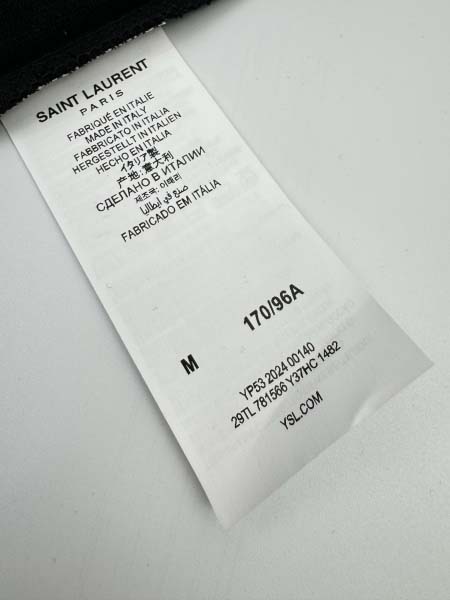 SAINT LAURENT
PARIS
FABRIQUÉ EN ITALIE
MADE IN ITALY
FABBRICATO IN ITALIA
HERGESTELLT IN ITALIEN
HECHO EN ITALIA
イタリア製
产地:意大利
СДЕЛАНО В ИТАЛИИ
제조국: 이태리
صنع في إيطاليا
FABRICADO EM ITÁLIA
M 170/96A
YP53 2024 00140
29TL 781566 Y37HC 1482
YSL.COM